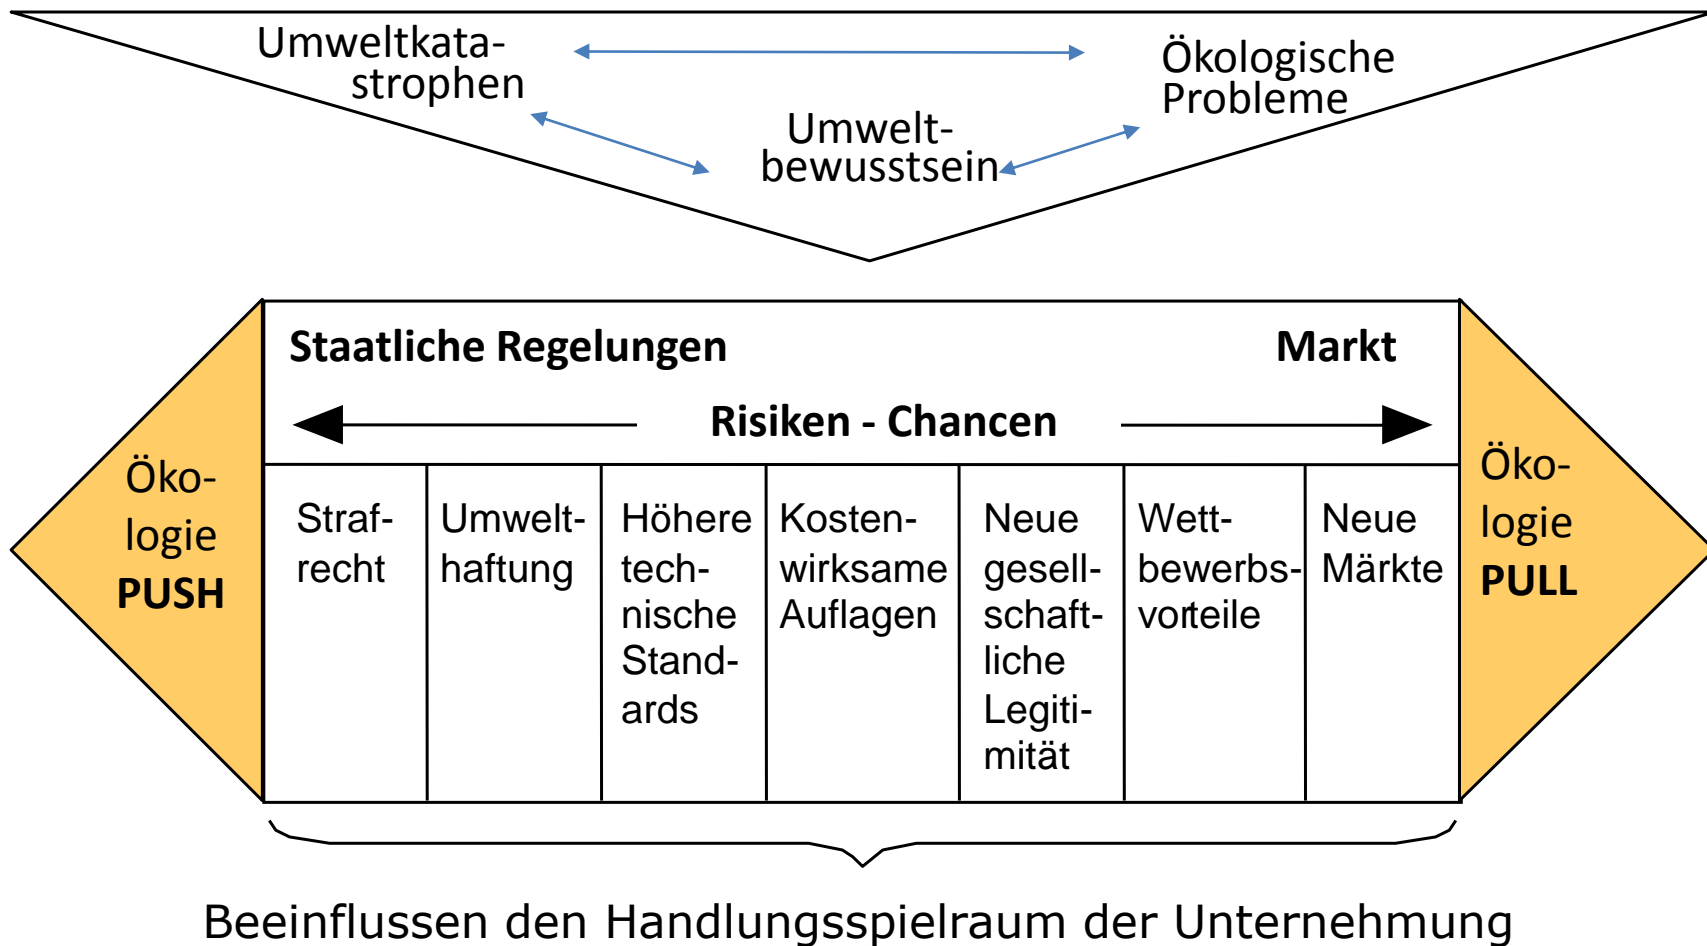 Umweltkata-
strophen
Ökologische
Probleme
Umwelt-
bewusstsein
Staatliche Regelungen
Markt
Risiken - Chancen
Öko-
logie
PUSH
Straf-
recht
Umwelt-
haftung
Höhere
tech-
nische
Stand-
ards
Kosten-
wirksame
Auflagen
Neue
gesell-
schaft-
liche
Legiti-
mität
Wett-
bewerbs-
vorteile
Neue
Märkte
Öko-
logie
PULL
Beeinflussen den Handlungsspielraum der Unternehmung